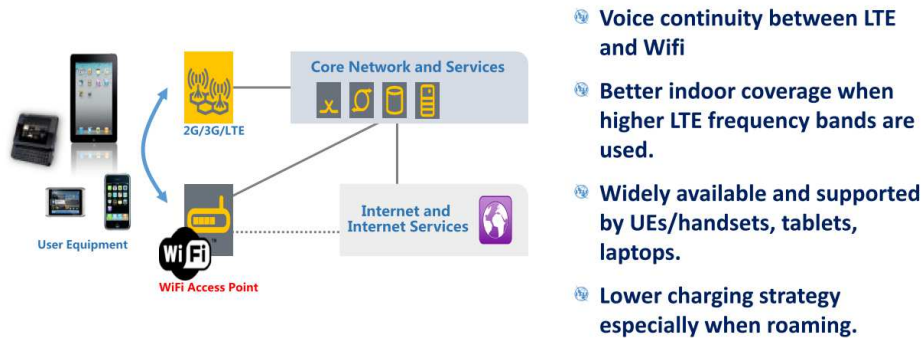 Core Network and Services
2G/3G/LTE
User Equipment
Internet and
Internet Services
Wi Fi
WiFi Access Point
Voice continuity between LTE
and Wifi
Better indoor coverage when
higher LTE frequency bands are
used.
Widely available and supported
by UEs/handsets, tablets,
laptops.
Lower charging strategy
especially when roaming.